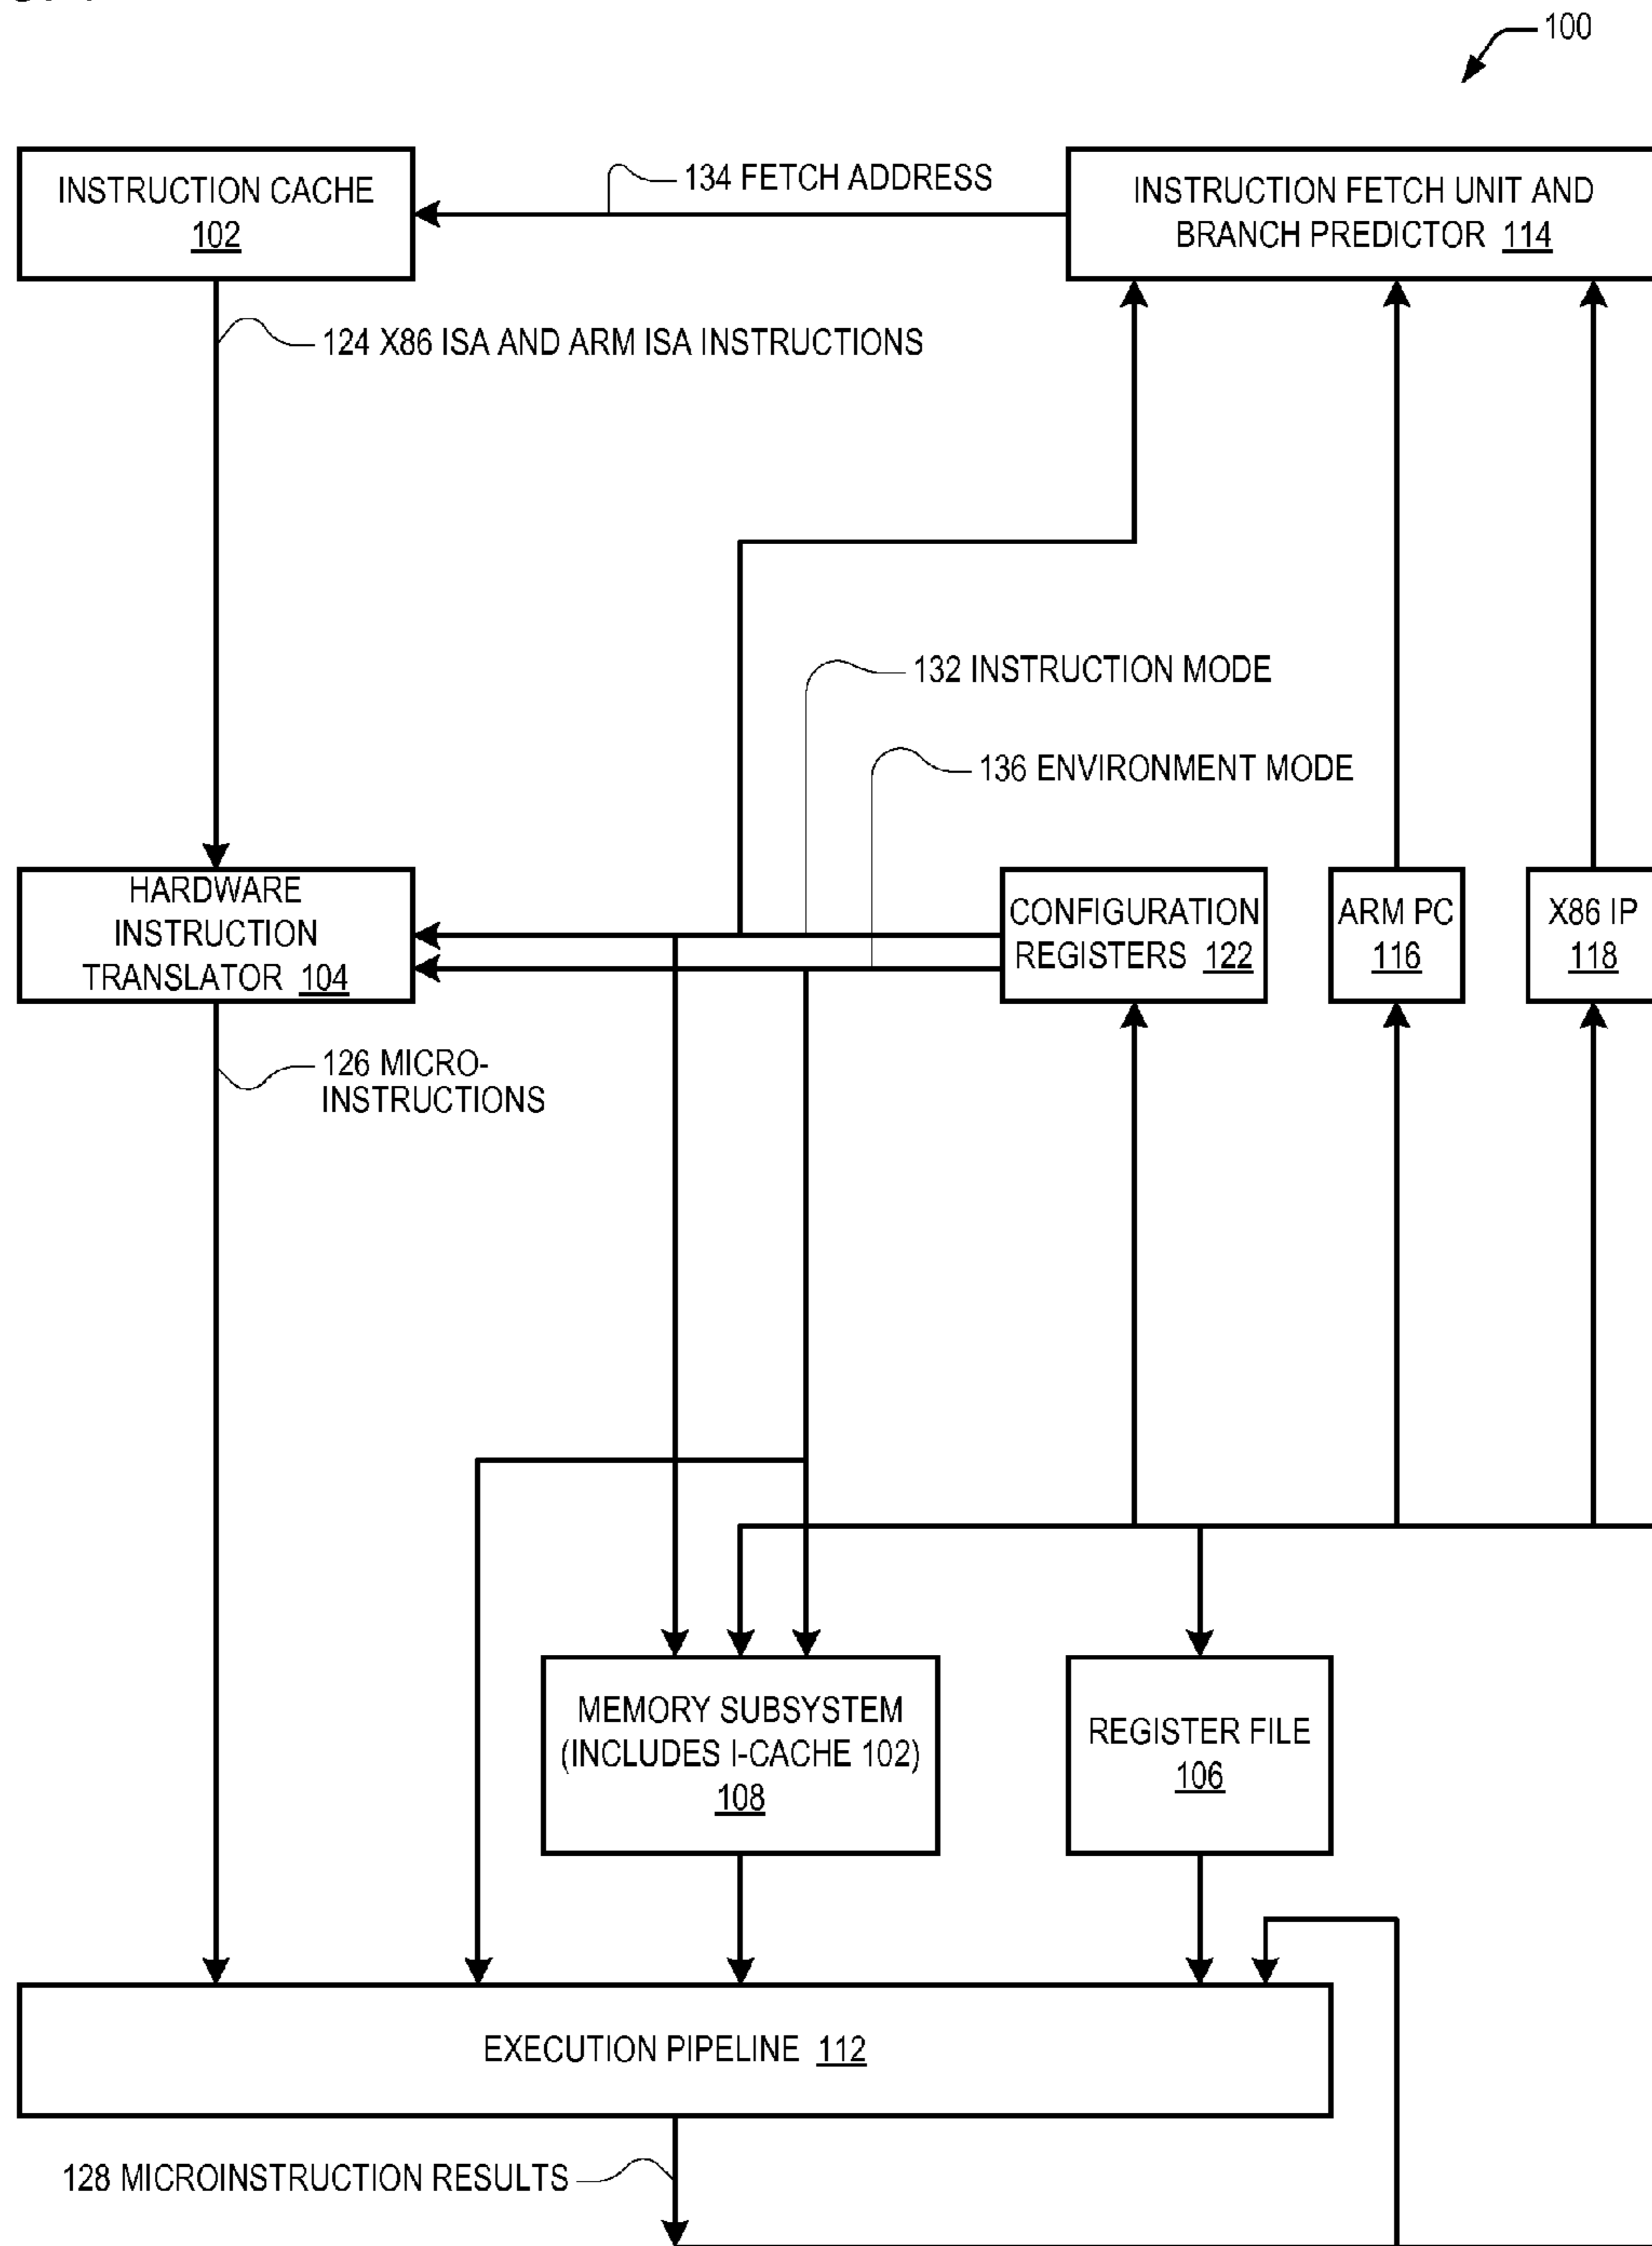 100
INSTRUCTION CACHE
102
134 FETCH ADDRESS
INSTRUCTION FETCH UNIT AND
BRANCH PREDICTOR 114
124 X86 ISA AND ARM ISA INSTRUCTIONS
132 INSTRUCTION MODE
136 ENVIRONMENT MODE
HARDWARE
INSTRUCTION
TRANSLATOR 104
CONFIGURATION
REGISTERS 122
ARM PC
116
X86 IP
118
126 MICRO-
INSTRUCTIONS
MEMORY SUBSYSTEM
(INCLUDES I-CACHE 102)
108
REGISTER FILE
106
EXECUTION PIPELINE 112
128 MICROINSTRUCTION RESULTS